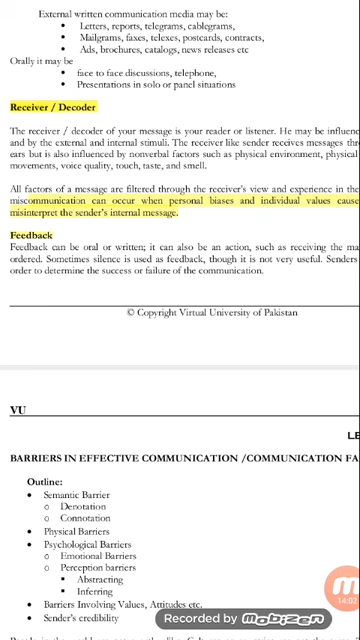 External written communication media may be:
▪ Letters, reports, telegrams, cablegrams,
▪ Mailgrams, faxes, telexes, postcards, contracts,
▪ Ads, brochures, catalogs, news releases etc
Orally it may be
▪ face to face discussions, telephone,
▪ Presentations in solo or panel situations
Receiver / Decoder
The receiver / decoder of your message is your reader or listener. He may be influenc
and by the external and internal stimuli. The receiver like sender receives messages thr
ears but is also influenced by nonverbal factors such as physical environment, physical
movements, voice quality, touch, taste, and smell.
All factors of a message are filtered through the receiver's view and experience in the
miscommunication can occur when personal biases and individual values cause
misinterpret the sender's internal message.
Feedback
Feedback can be oral or written; it can also be an action, such as receiving the ma
ordered. Sometimes silence is used as feedback, though it is not very useful. Senders
order to determine the success or failure of the communication.
© Copyright Virtual University of Pakistan
VU
LE
BARRIERS IN EFFECTIVE COMMUNICATION /COMMUNICATION FA
Outline:
• Semantic Barrier
o Denotation
o Connotation
• Physical Barriers
• Psychological Barriers
o Emotional Barriers
o Perception barriers
▪ Abstracting
▪ Inferring
• Barriers Involving Values, Attitudes etc.
• Sender's credibility
14:02
Recorded by mobizen